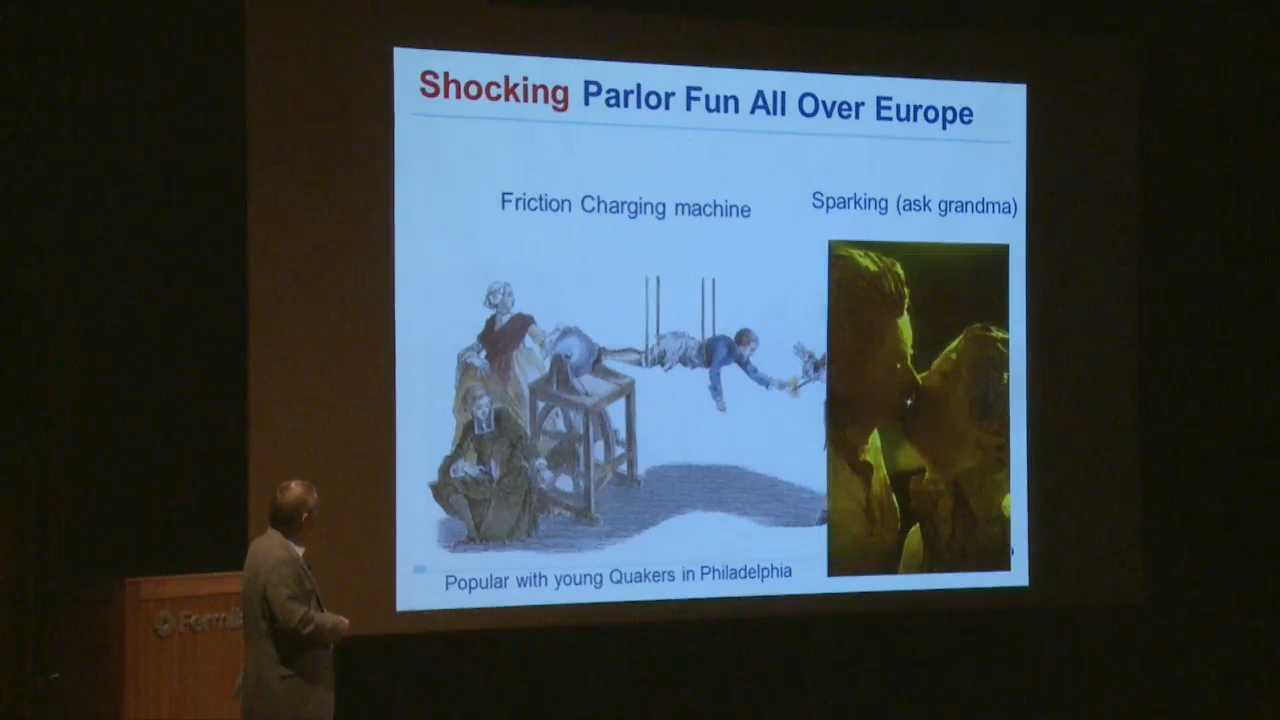 Shocking Parlor Fun All Over Europe
Friction Charging machine
Sparking (ask grandma)
Popular with young Quakers in Philadelphia